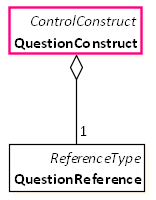 ControlConstruct
QuestionConstruct
1
ReferenceType
QuestionReference